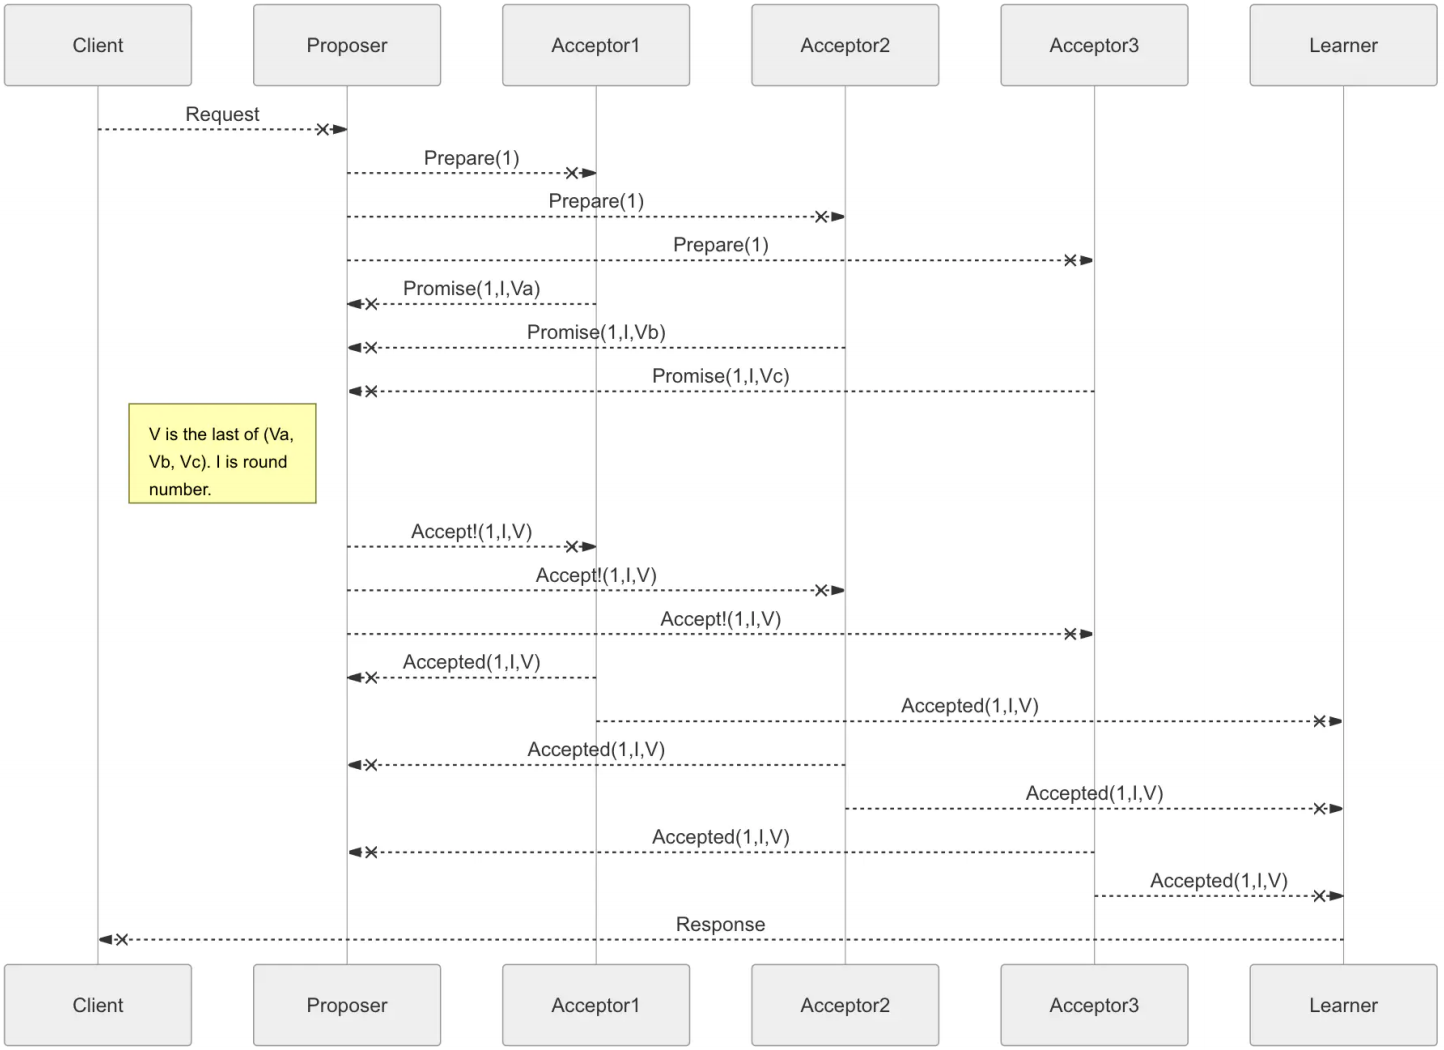 Client Proposer Acceptor1 Acceptor2 Acceptor3 Learner
Request
Prepare(1)
Prepare(1)
Prepare(1)
Promise(1,I,Va)
Promise(1,I,Vb)
Promise(1,I,Vc)
V is the last of (Va,
Vb, Vc). I is round
number.
Accept!(1,I,V)
Accept!(1,I,V)
Accept!(1,I,V)
Accepted(1,I,V)
Accepted(1,I,V)
Accepted(1,I,V)
Accepted(1,I,V)
Accepted(1,I,V)
Accepted(1,I,V)
Response
Client Proposer Acceptor1 Acceptor2 Acceptor3 Learner